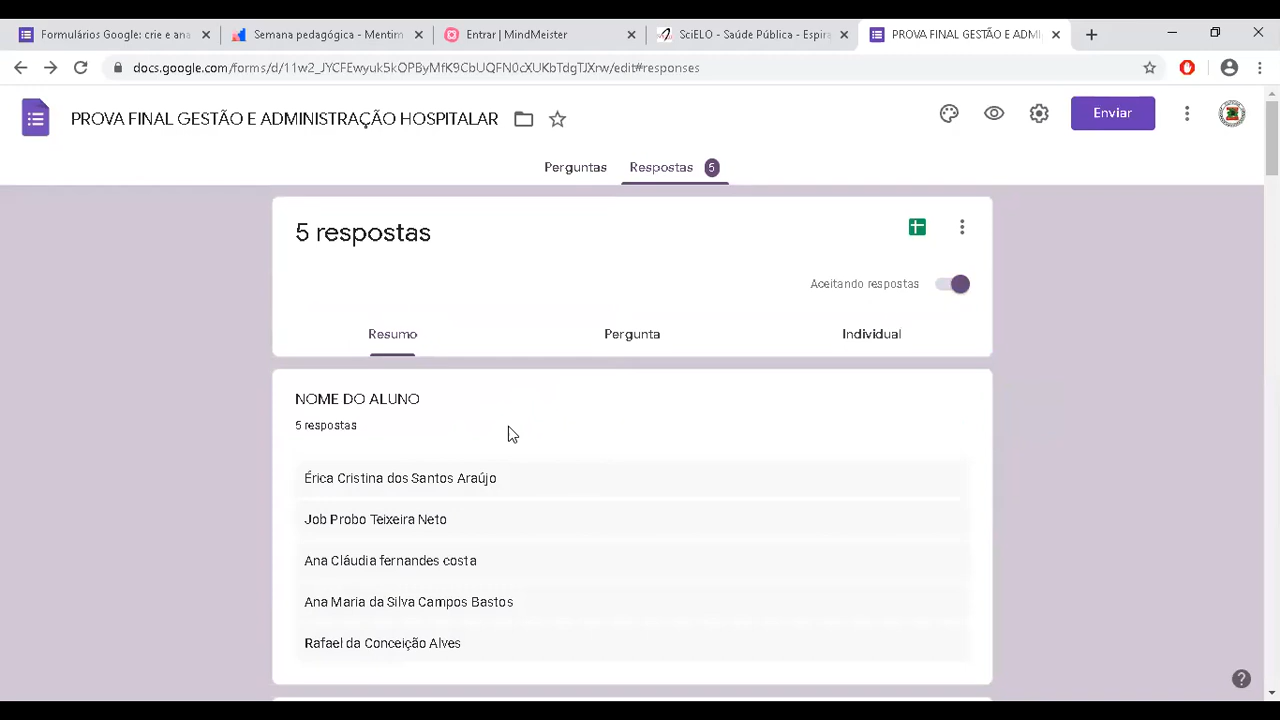 Formulários Google: crie e an
Semana pedagógica - Mentim
Entrar | MindMeister
SciELO - Saúde Pública - Espira
PROVA FINAL GESTÃO E ADMI
docs.google.com/forms/d/11w2_JYCFEwyuk5kOPByMfK9CbUQFN0cXUKbTdgTJXrw/edit#responses
PROVA FINAL GESTÃO E ADMINISTRAÇÃO HOSPITALAR
Enviar
Perguntas
Respostas 5
5 respostas
Aceitando respostas
Resumo
Pergunta
Individual
NOME DO ALUNO
5 respostas
Érica Cristina dos Santos Araújo
Job Probo Teixeira Neto
Ana Cláudia fernandes costa
Ana Maria da Silva Campos Bastos
Rafael da Conceição Alves